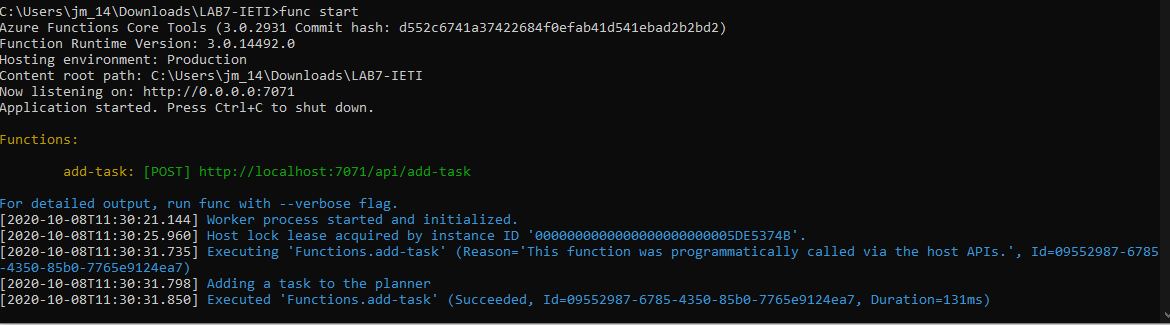 C:\Users\jm_14\Downloads\LAB7-IETI>func start
Azure Functions Core Tools (3.0.2931 Commit hash: d552c6741a37422684f0efab41d541ebad2b2bd2)
Function Runtime Version: 3.0.14492.0
Hosting environment: Production
Content root path: C:\Users\jm_14\Downloads\LAB7-IETI
Now listening on: http://0.0.0.0:7071
Application started. Press Ctrl+C to shut down.
Functions:
add-task: [POST] http://localhost:7071/api/add-task
For detailed output, run func with --verbose flag.
[2020-10-08T11:30:21.144] Worker process started and initialized.
[2020-10-08T11:30:25.960] Host lock lease acquired by instance ID '0000000000000000000000005DE5374B'.
[2020-10-08T11:30:31.735] Executing 'Functions.add-task' (Reason='This function was programmatically called via the host APIs.', Id=09552987-6785
-4350-85b0-7765e9124ea7)
[2020-10-08T11:30:31.798] Adding a task to the planner
[2020-10-08T11:30:31.850] Executed 'Functions.add-task' (Succeeded, Id=09552987-6785-4350-85b0-7765e9124ea7, Duration=131ms)